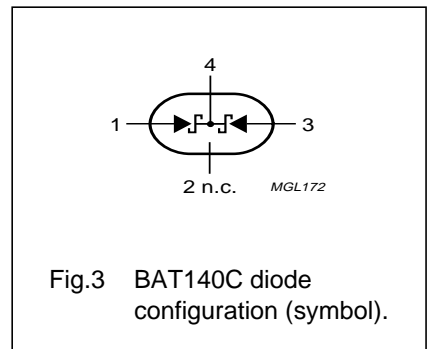 4
1 3
2 n.c. MGL172
Fig.3 BAT140C diode
configuration (symbol).